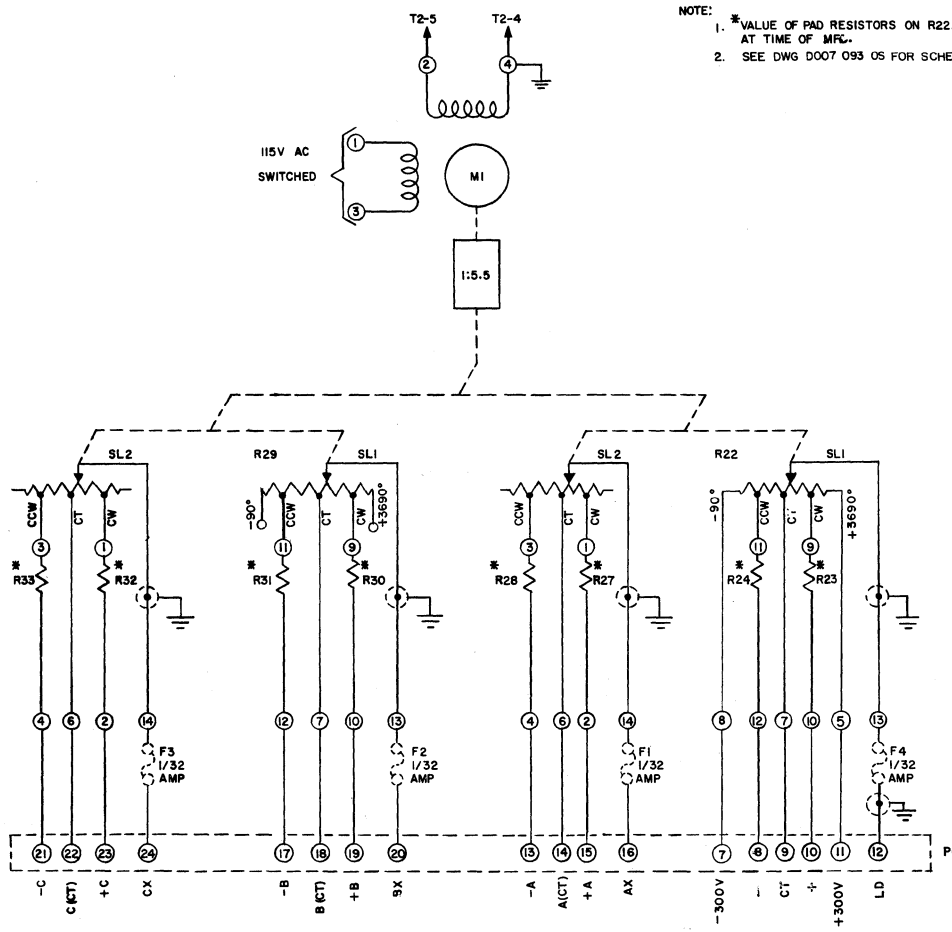 NOTE:
1. *VALUE OF PAD RESISTORS ON R22
AT TIME OF MFG.
2. SEE DWG D007 093 0S FOR SCHE
T2-5
T2-4
2
4
115V AC
SWITCHED
1
3
M1
1:5.5
SL2
R29
SL1
SL2
R22
SL1
CCW
CT
CW
-90°
CCW
CT
CW
+3690°
CCW
CT
CW
-90°
CCW
CT
CW
+3690°
3
1
11
9
3
1
11
9
* R33
* R32
* R31
* R30
* R28
* R27
* R24
* R23
4
6
2
14
12
7
10
13
4
6
2
14
8
12
7
10
5
13
F3
1/32
AMP
F2
1/32
AMP
F1
1/32
AMP
F4
1/32
AMP
21
22
23
24
17
18
19
20
13
14
15
16
7
8
9
10
11
12
P
-C
C(CT)
+C
CX
-B
B(CT)
+B
BX
-A
A(CT)
+A
AX
-300V
-
CT
+
+300V
LD